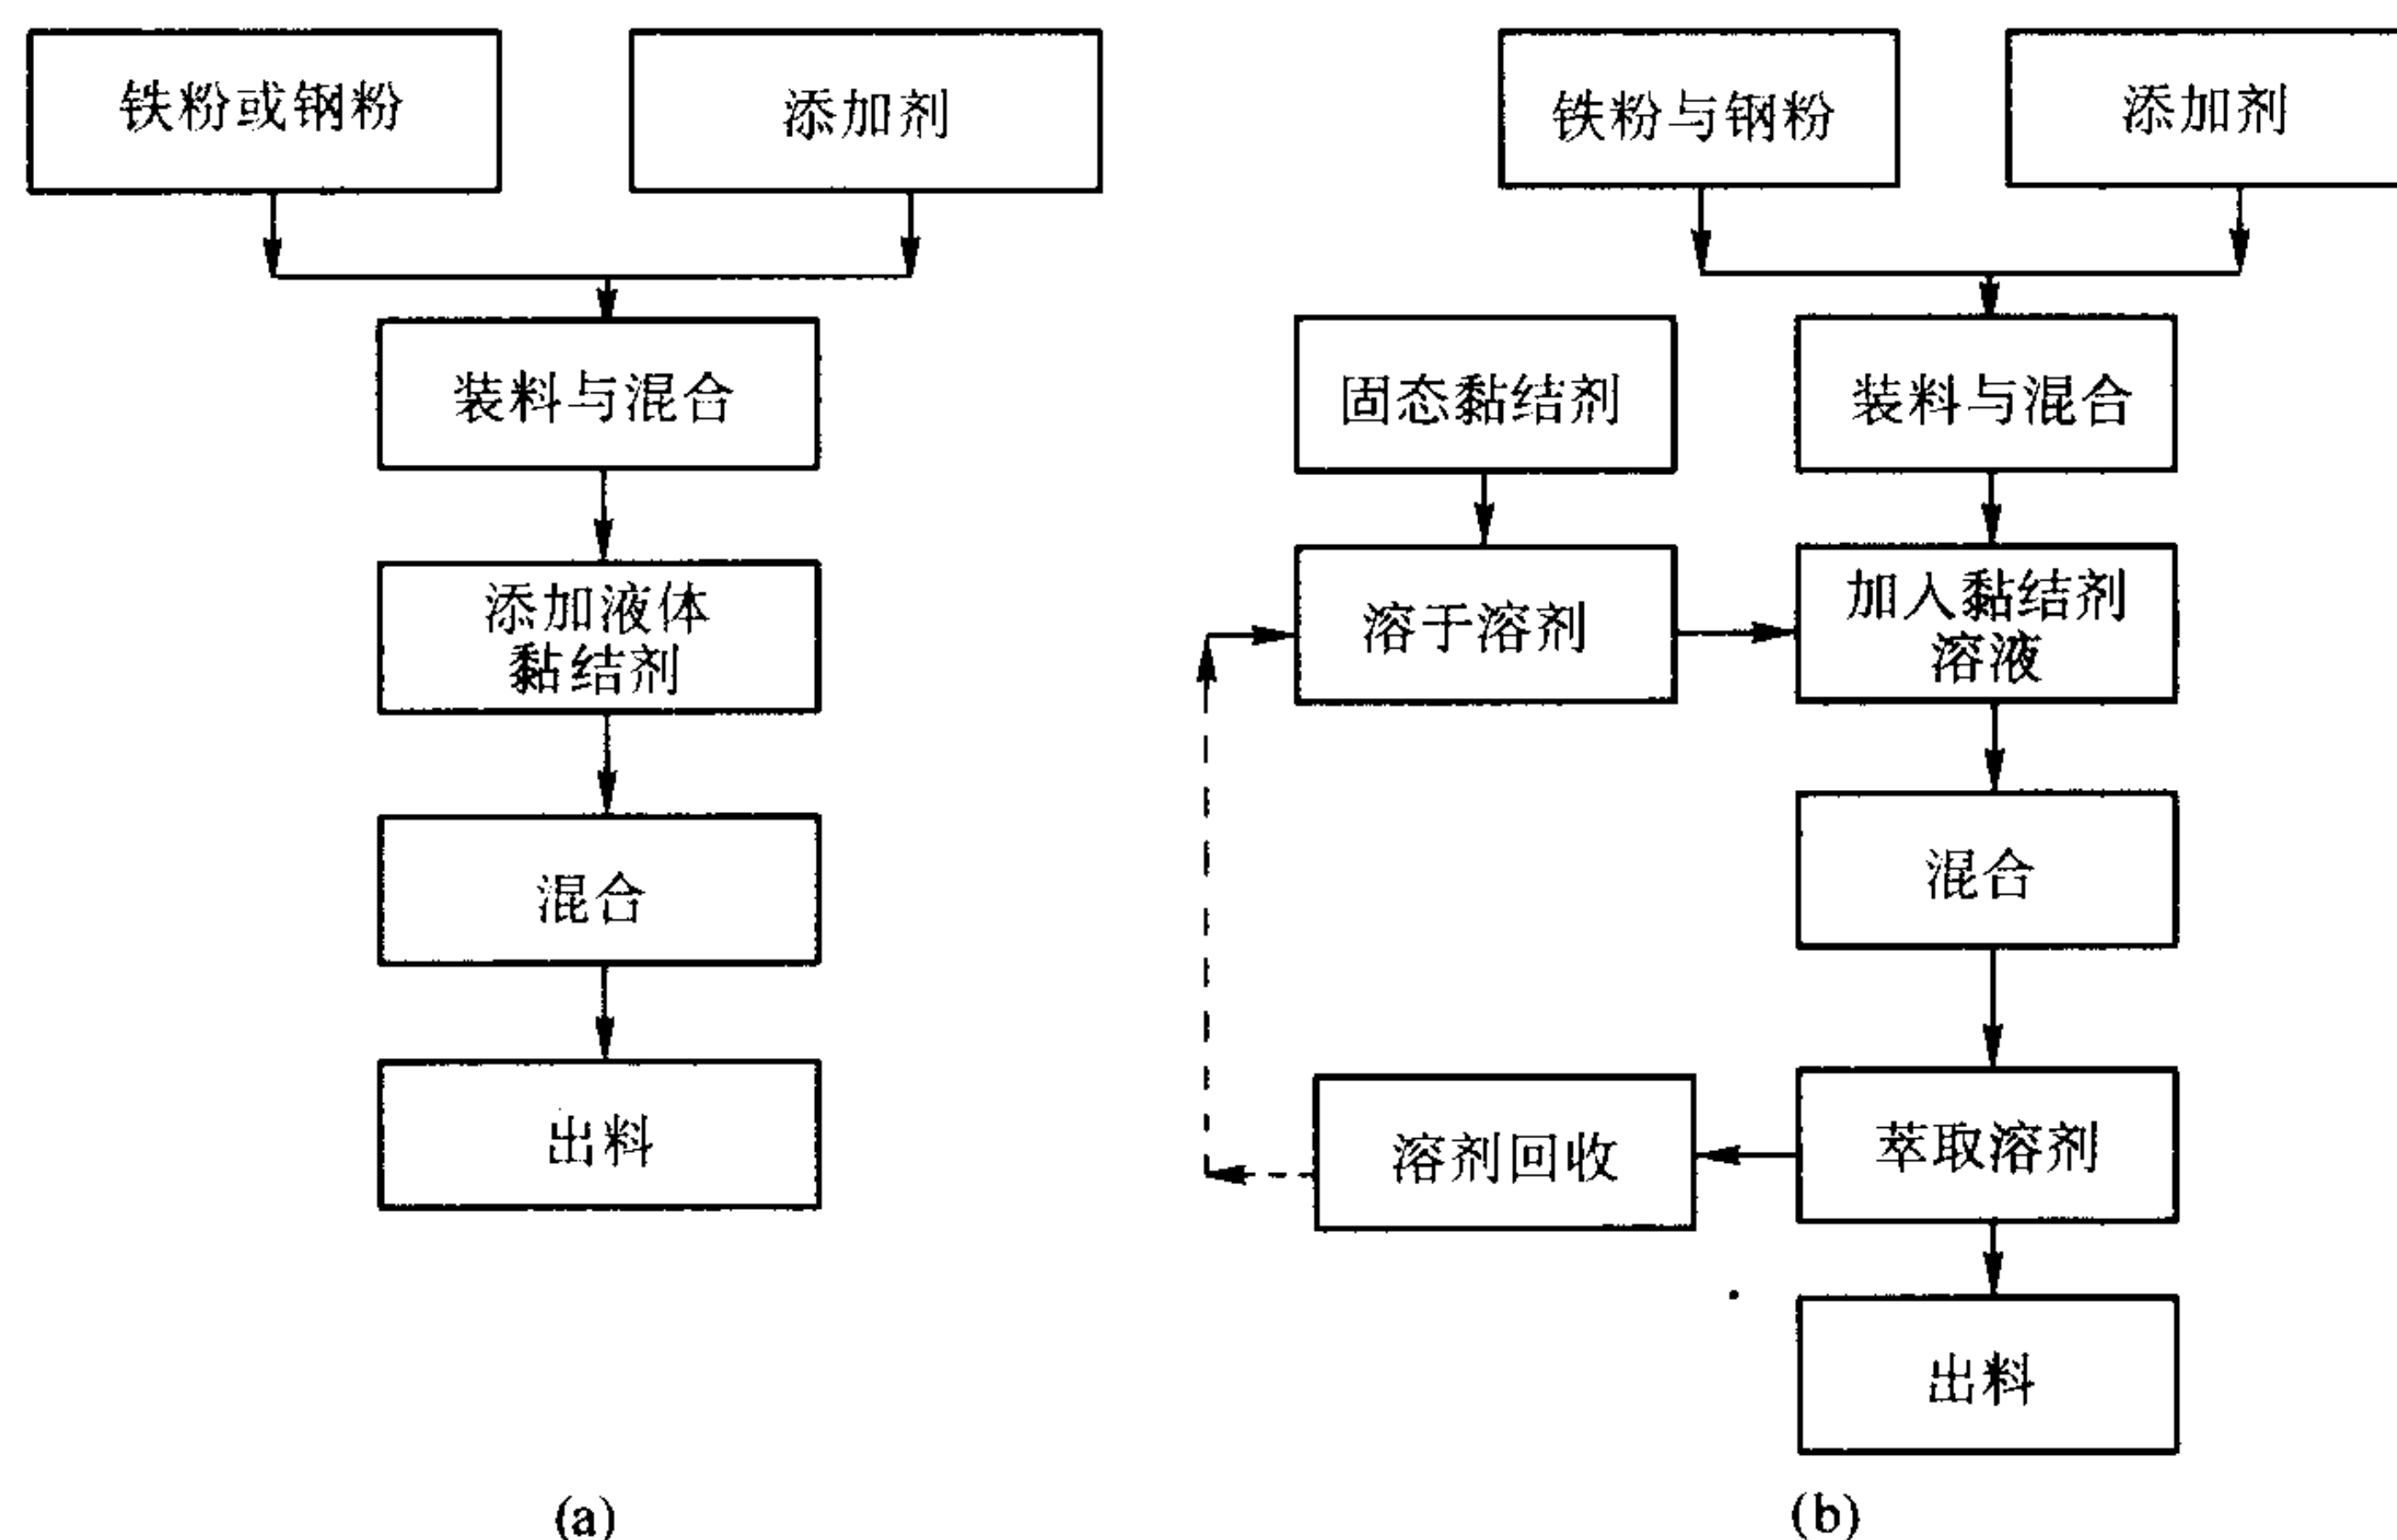 铁粉或钢粉
添加剂
装料与混合
添加液体
黏结剂
混合
出料
(a)
铁粉与钢粉
添加剂
固态黏结剂
装料与混合
溶于溶剂
加入黏结剂
溶液
混合
溶剂回收
萃取溶剂
出料
(b)